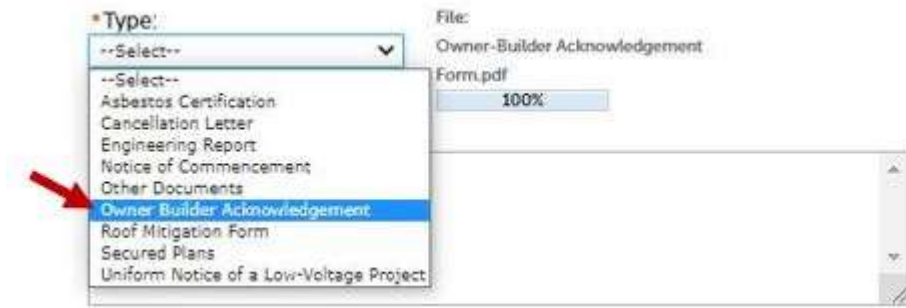 *Type:
--Select--
File:
Owner-Builder Acknowledgement
Form.pdf
100%
--Select--
Asbestos Certification
Cancellation Letter
Engineering Report
Notice of Commencement
Other Documents
Owner Builder Acknowledgement
Roof Mitigation Form
Secured Plans
Uniform Notice of a Low-Voltage Project